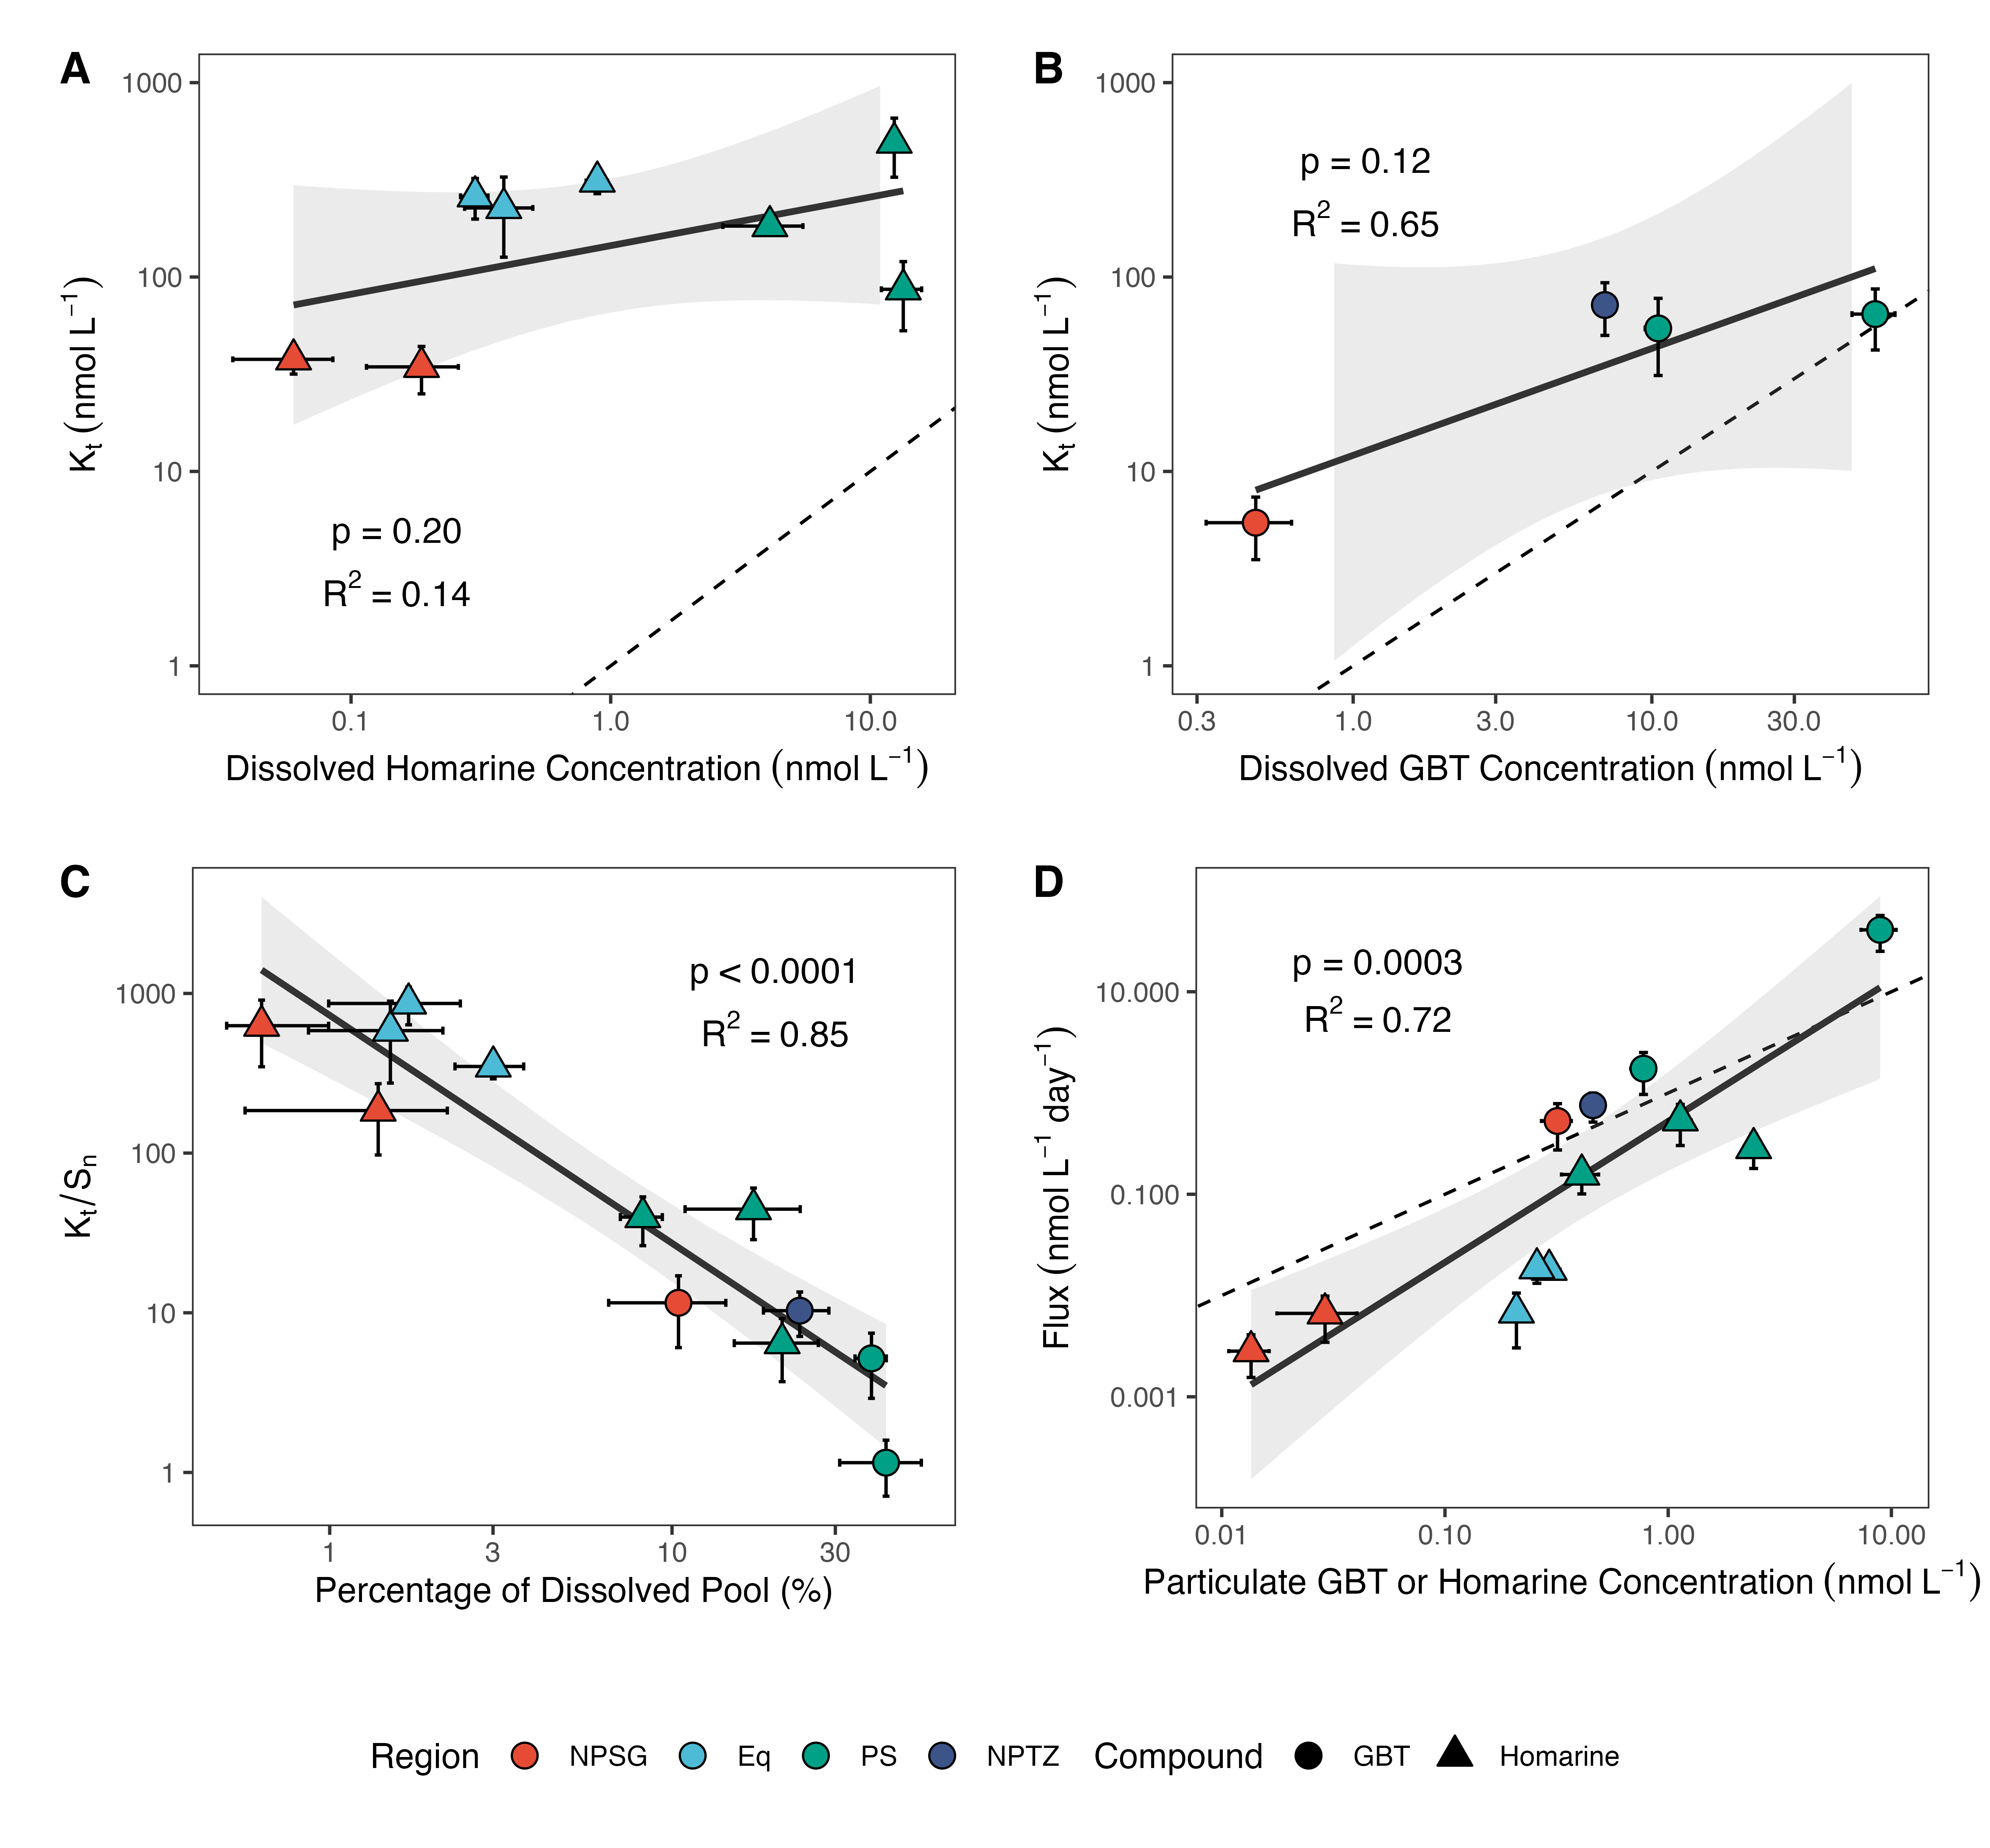 A
1000
100
10
1
K_t (nmol L⁻¹)
p = 0.20
R² = 0.14
0.1 1.0 10.0
Dissolved Homarine Concentration (nmol L⁻¹)
B
1000
100
10
1
K_t (nmol L⁻¹)
p = 0.12
R² = 0.65
0.3 1.0 3.0 10.0 30.0
Dissolved GBT Concentration (nmol L⁻¹)
C
1000
100
10
1
K_t/S_n
p < 0.0001
R² = 0.85
1 3 10 30
Percentage of Dissolved Pool (%)
D
10.000
0.100
0.001
Flux (nmol L⁻¹ day⁻¹)
p = 0.0003
R² = 0.72
0.01 0.10 1.00 10.00
Particulate GBT or Homarine Concentration (nmol L⁻¹)
Region NPSG Eq PS NPTZ Compound GBT Homarine